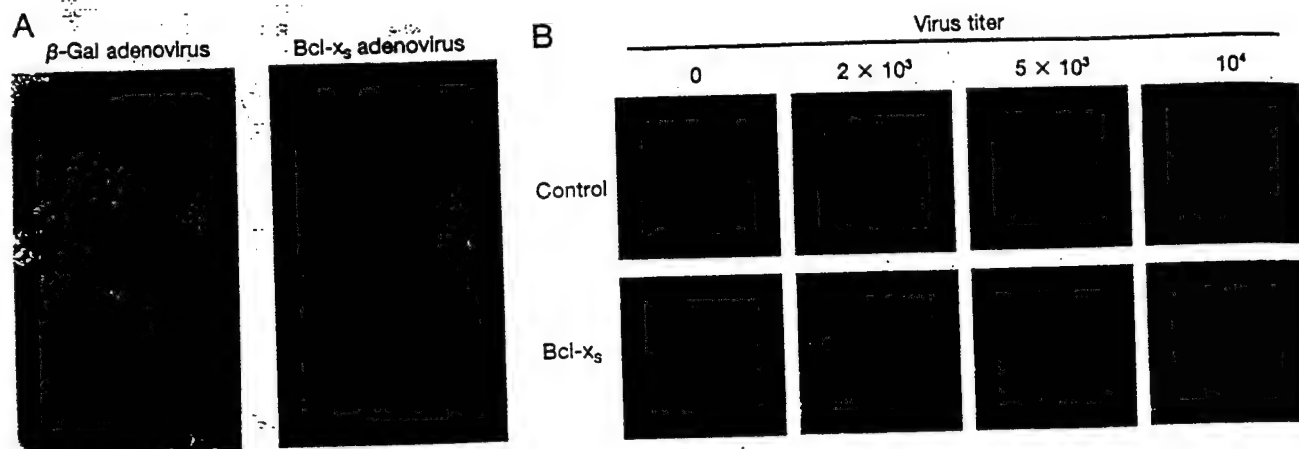 A
β-Gal adenovirus
Bcl-xₛ adenovirus
B
Virus titer
0
2 × 10³
5 × 10³
10⁴
Control
Bcl-xₛ